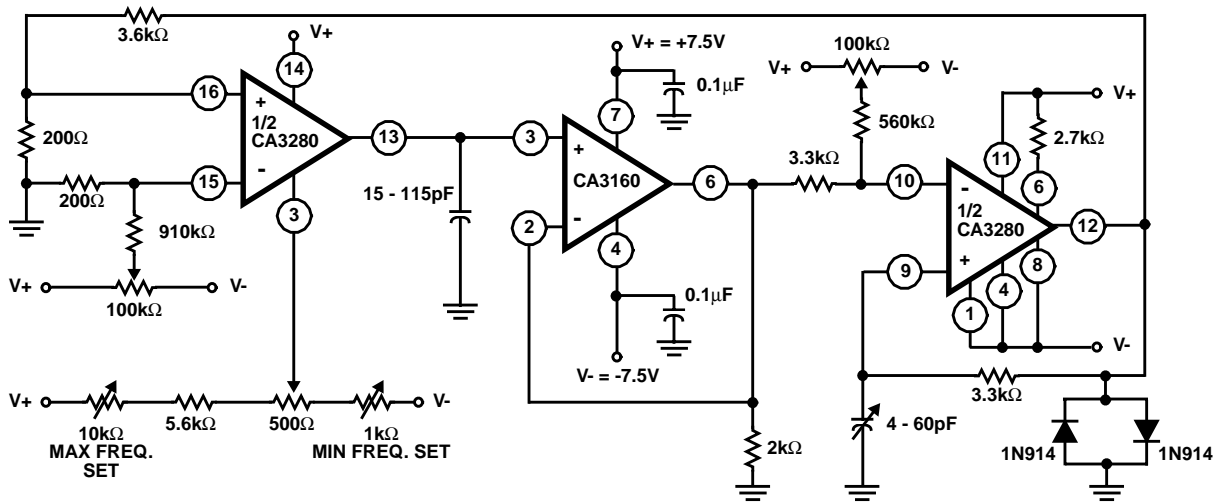 3.6kΩ
V+
14
16
+
1/2
CA3280
-
13
200Ω
15
200Ω
3
910kΩ
V+
V-
100kΩ
15 - 115pF
V+ = +7.5V
0.1μF
7
3
+
CA3160
6
2
-
4
0.1μF
V- = -7.5V
100kΩ
V+
V-
560kΩ
3.3kΩ
10
11
V+
2.7kΩ
6
-
1/2
CA3280
12
+
9
8
4
1
V-
3.3kΩ
4 - 60pF
1N914
1N914
2kΩ
V+
V-
10kΩ
5.6kΩ
500Ω
1kΩ
MAX FREQ.
SET
MIN FREQ. SET